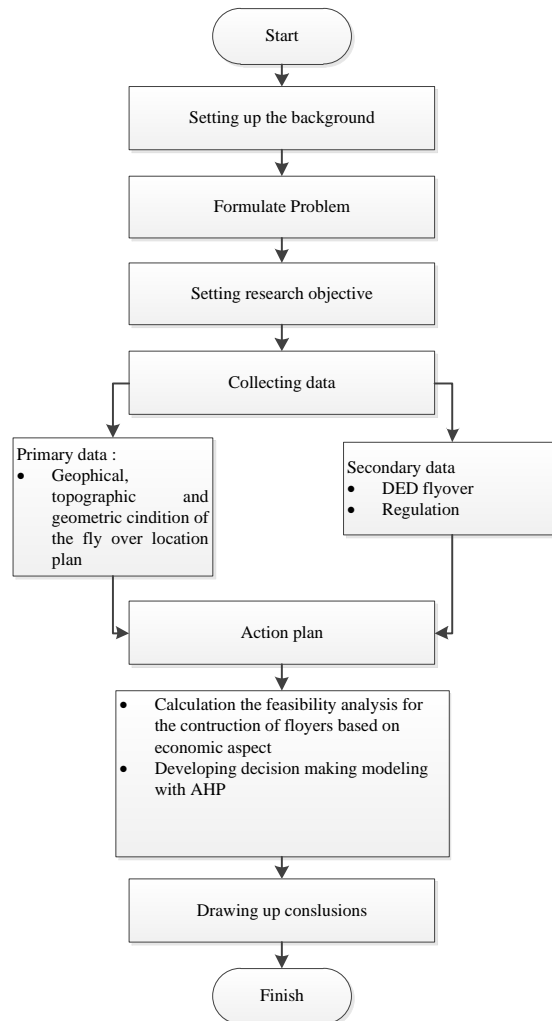 Start
Setting up the background
Formulate Problem
Setting research objective
Collecting data
Primary data :
• Geophical,
topographic and
geometric cindition of
the fly over location
plan
Secondary data
• DED flyover
• Regulation
Action plan
• Calculation the feasibility analysis for
the contruction of floyers based on
economic aspect
• Developing decision making modeling
with AHP
Drawing up conslusions
Finish